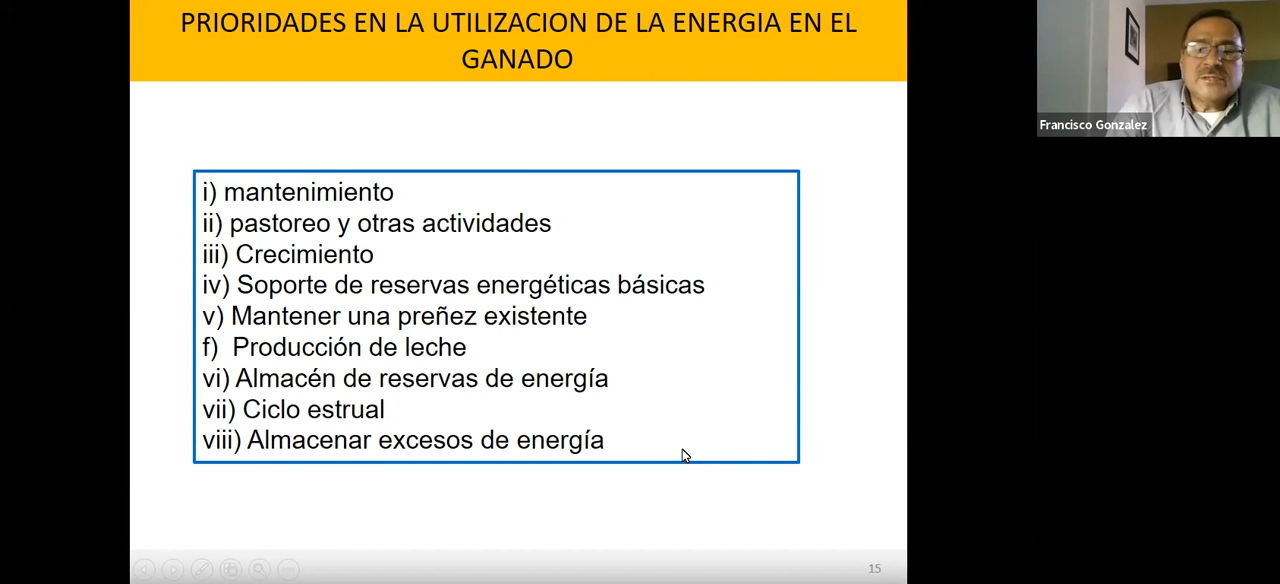 PRIORIDADES EN LA UTILIZACION DE LA ENERGIA EN EL
GANADO
Francisco Gonzalez
i) mantenimiento
ii) pastoreo y otras actividades
iii) Crecimiento
iv) Soporte de reservas energéticas básicas
v) Mantener una preñez existente
f) Producción de leche
vi) Almacén de reservas de energía
vii) Ciclo estrual
viii) Almacenar excesos de energía
15